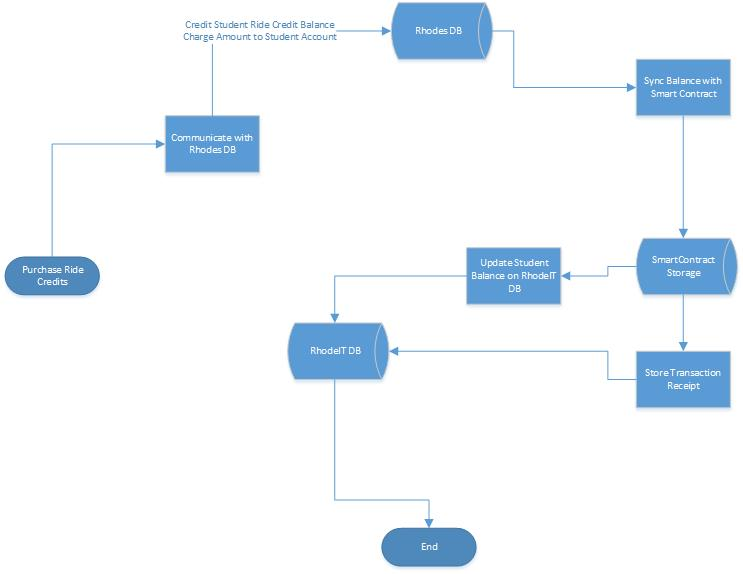 Credit Student Ride Credit Balance
Charge Amount to Student Account
Rhodes DB
Sync Balance with
Smart Contract
Communicate with
Rhodes DB
Purchase Ride
Credits
Update Student
Balance on RhodeIT
DB
SmartContract
Storage
RhodeIT DB
Store Transaction
Receipt
End